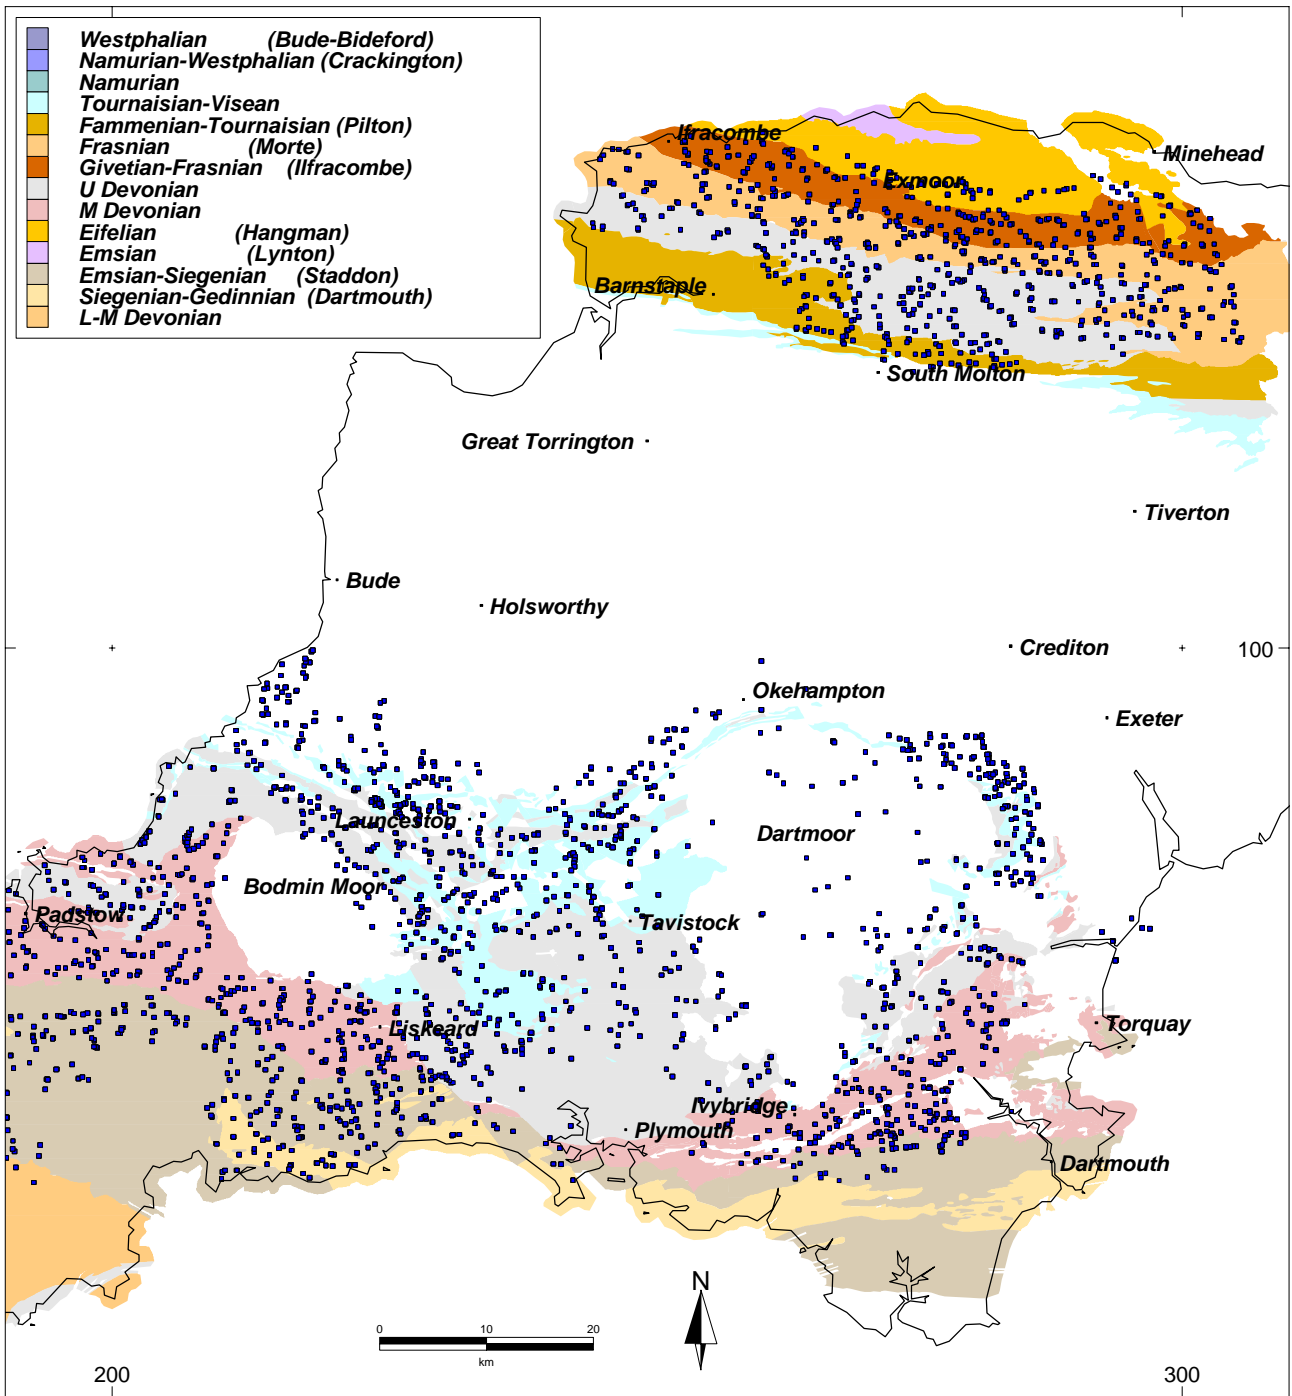 Westphalian (Bude-Bideford)
Namurian-Westphalian (Crackington)
Namurian
Tournaisian-Visean
Fammenian-Tournaisian (Pilton)
Frasnian (Morte)
Givetian-Frasnian (Ilfracombe)
U Devonian
M Devonian
Eifelian (Hangman)
Emsian (Lynton)
Emsian-Siegenian (Staddon)
Siegenian-Gedinnian (Dartmouth)
L-M Devonian
Ilfracombe
Minehead
Exmoor
Barnstaple
South Molton
Great Torrington
Tiverton
Bude
Holsworthy
Crediton
100
Okehampton
Exeter
Launceston
Dartmoor
Bodmin Moor
Padstow
Tavistock
Liskeard
Torquay
Ivybridge
Plymouth
Dartmouth
N
0 10 20
km
200 300